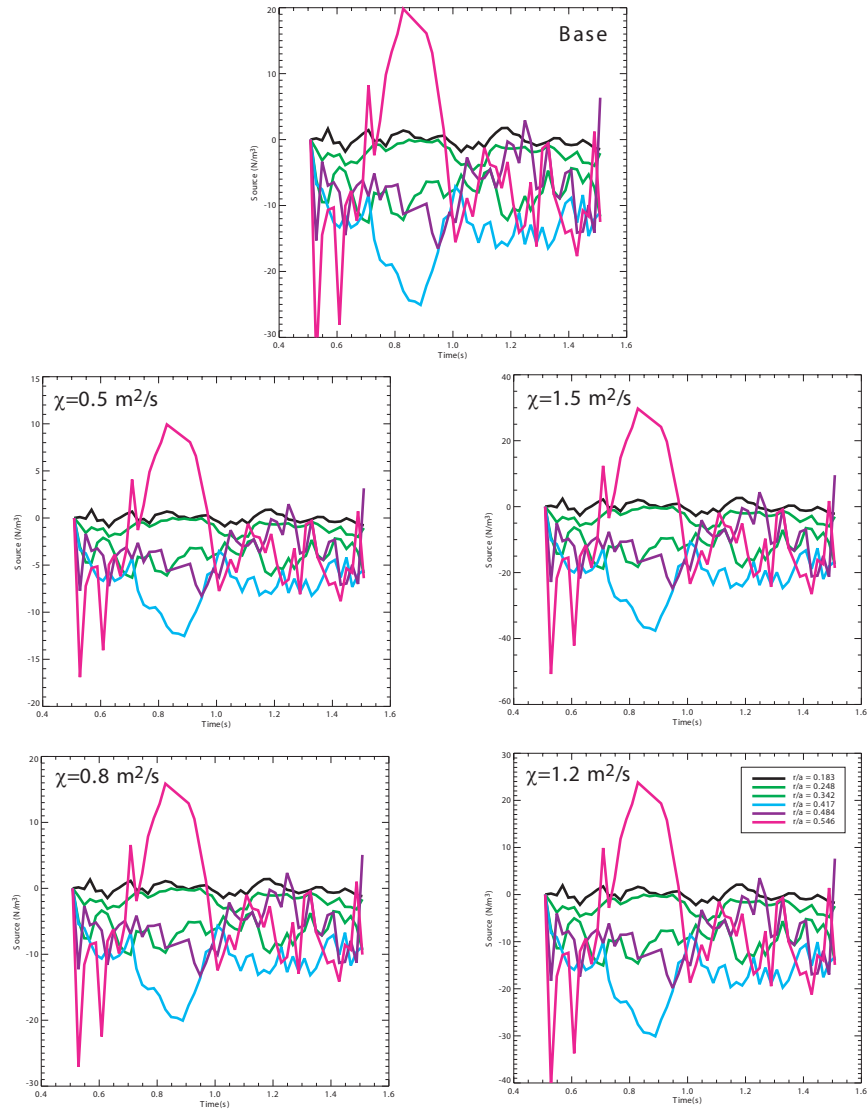 Base
Source (N/m³)
20
10
0
-10
-20
-30
0.4 0.6 0.8 1.0 1.2 1.4 1.6
Time(s)
χ=0.5 m²/s
Source (N/m³)
15
10
5
0
-5
-10
-15
-20
0.4 0.6 0.8 1.0 1.2 1.4 1.6
Time(s)
χ=1.5 m²/s
Source (N/m³)
40
20
0
-20
-40
-60
0.4 0.6 0.8 1.0 1.2 1.4 1.6
Time(s)
χ=0.8 m²/s
Source (N/m³)
20
10
0
-10
-20
-30
0.4 0.6 0.8 1.0 1.2 1.4 1.6
Time(s)
χ=1.2 m²/s
Source (N/m³)
30
20
10
0
-10
-20
-30
-40
0.4 0.6 0.8 1.0 1.2 1.4 1.6
Time(s)
r/a = 0.183
r/a = 0.248
r/a = 0.342
r/a = 0.417
r/a = 0.484
r/a = 0.546